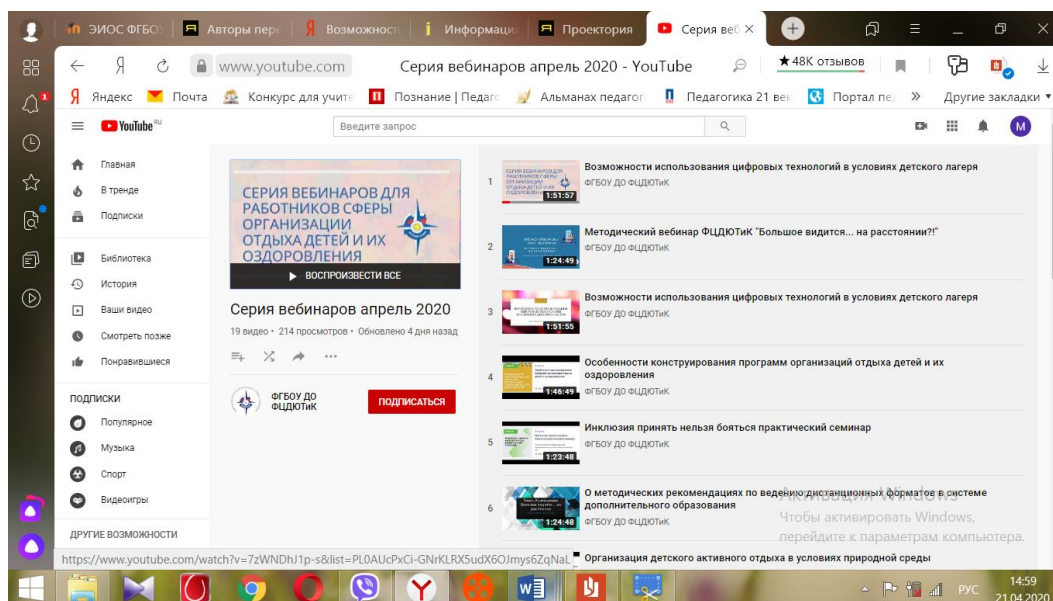 ЭИОС ФГБО
Авторы пере
Возможност
Информаци
Проектория
Серия веб
www.youtube.com
Серия вебинаров апрель 2020 - YouTube
★48K отзывов
Яндекс
Почта
Конкурс для учите
Познание | Педаго
Альманах педагог
Педагогика 21 век
Портал пед
Другие закладки
YouTube RU
Введите запрос
M
Главная
В тренде
Подписки
Библиотека
История
Ваши видео
Смотреть позже
Понравившиеся
ПОДПИСКИ
Популярное
Музыка
Спорт
Видеоигры
ДРУГИЕ ВОЗМОЖНОСТИ
СЕРИЯ ВЕБИНАРОВ ДЛЯ
РАБОТНИКОВ СФЕРЫ
ОРГАНИЗАЦИИ
ОТДЫХА ДЕТЕЙ И ИХ
ОЗДОРОВЛЕНИЯ
ВОСПРОИЗВЕСТИ ВСЕ
Серия вебинаров апрель 2020
19 видео • 214 просмотров • Обновлено 4 дня назад
ФГБОУ ДО
ФЦДЮТиК
ПОДПИСАТЬСЯ
1
1:51:57
Возможности использования цифровых технологий в условиях детского лагеря
ФГБОУ ДО ФЦДЮТиК
2
1:24:49
Методический вебинар ФЦДЮТиК "Большое видится... на расстоянии?!"
ФГБОУ ДО ФЦДЮТиК
3
1:51:55
Возможности использования цифровых технологий в условиях детского лагеря
ФГБОУ ДО ФЦДЮТиК
4
1:46:49
Особенности конструирования программ организаций отдыха детей и их
оздоровления
ФГБОУ ДО ФЦДЮТиК
5
1:23:48
Инклюзия принять нельзя бояться практический семинар
ФГБОУ ДО ФЦДЮТиК
6
1:24:48
О методических рекомендациях по ведению дистанционных форматов в системе
дополнительного образования
ФГБОУ ДО ФЦДЮТиК
Организация детского активного отдыха в условиях природной среды
Активация Windows
Чтобы активировать Windows,
перейдите к параметрам компьютера.
https://www.youtube.com/watch?v=7zWNDhJ1p-s&list=PL0AUcPxCi-GNrKLRX5udX6OJmys6ZqNaL
РУС
14:59
21.04.2020